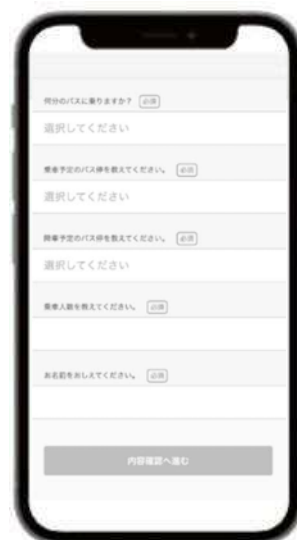 何分のバスに乗りますか？ 必須
選択してください
乗車予定のバス停を教えてください。 必須
選択してください
降車予定のバス停を教えてください。 必須
選択してください
乗車人数を教えてください。 必須
お名前をおしえてください。 必須
内容確認へ進む